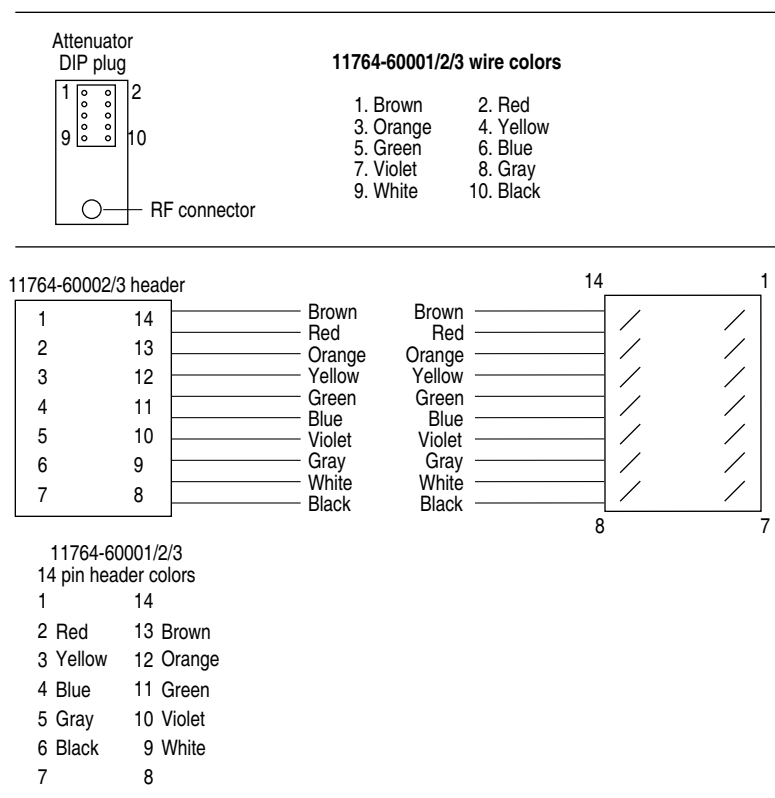 Attenuator
DIP plug
1 2
9 10
RF connector
11764-60001/2/3 wire colors
1. Brown 2. Red
3. Orange 4. Yellow
5. Green 6. Blue
7. Violet 8. Gray
9. White 10. Black
11764-60002/3 header
1 14
2 13
3 12
4 11
5 10
6 9
7 8
Brown
Red
Orange
Yellow
Green
Blue
Violet
Gray
White
Black
14 1
Brown
Red
Orange
Yellow
Green
Blue
Violet
Gray
White
Black
8 7
11764-60001/2/3
14 pin header colors
1 14
2 Red 13 Brown
3 Yellow 12 Orange
4 Blue 11 Green
5 Gray 10 Violet
6 Black 9 White
7 8